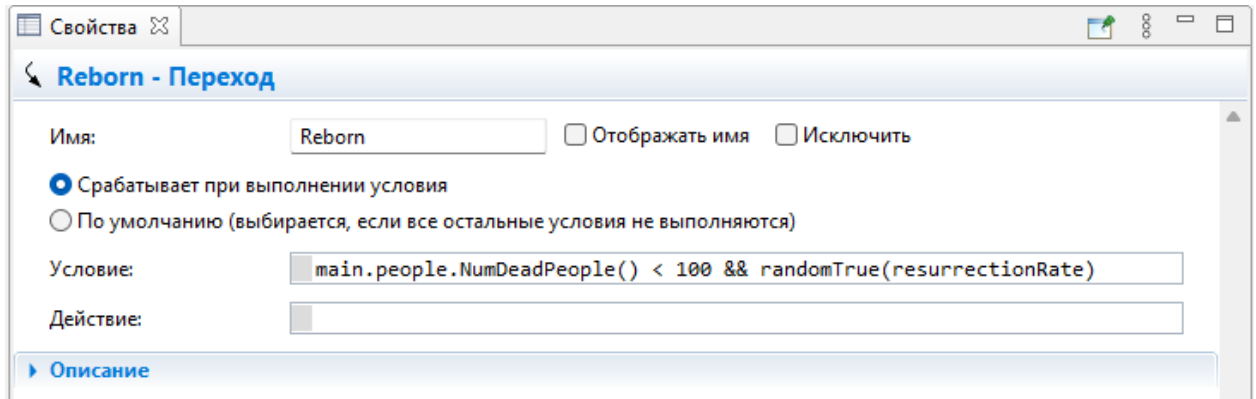 Свойства
Reborn - Переход
Имя: Reborn Отображать имя Исключить
Срабатывает при выполнении условия
По умолчанию (выбирается, если все остальные условия не выполняются)
Условие: main.people.NumDeadPeople() < 100 && randomTrue(resurrectionRate)
Действие:
Описание